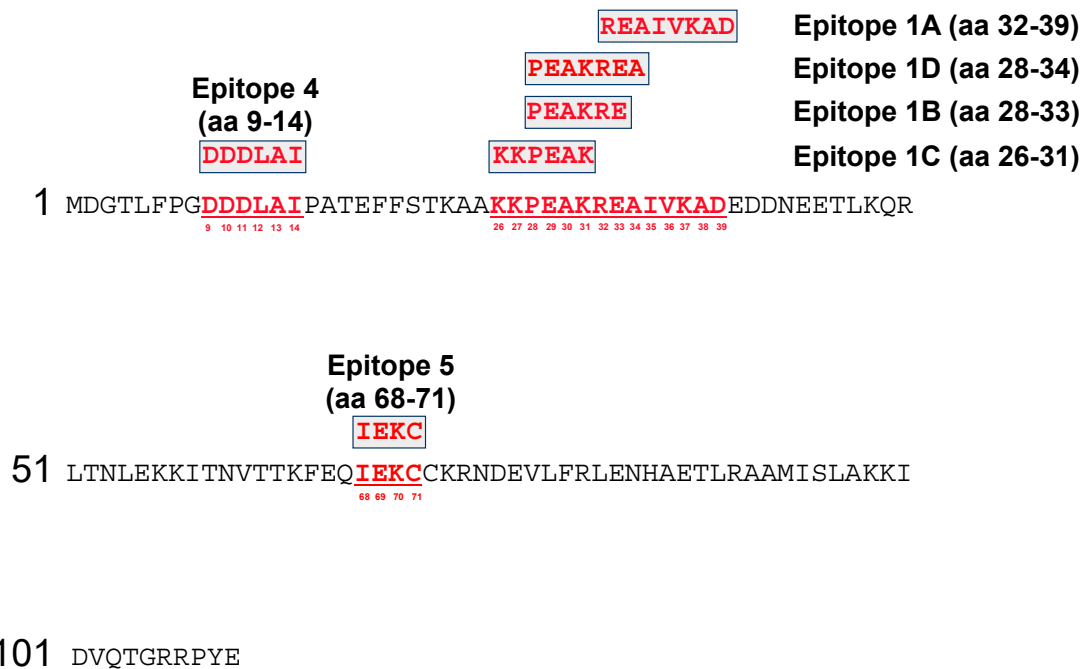 REAIVKAD Epitope 1A (aa 32-39)
PEAKREA Epitope 1D (aa 28-34)
Epitope 4
(aa 9-14)
PEAKRE Epitope 1B (aa 28-33)
DDDLAI KKPEAK Epitope 1C (aa 26-31)
1 MDGTLFPGDDDLAIPATEFFSTKAAKKPEAKREAIVKADEDDNEETLKQR
9 10 11 12 13 14 26 27 28 29 30 31 32 33 34 35 36 37 38 39
Epitope 5
(aa 68-71)
IEKC
51 LTNLEKKITNVTTKFEQIEKCCKRNDEVLFRLENHAETLRAAMISLAKKI
68 69 70 71
101 DVQTGRRPYE